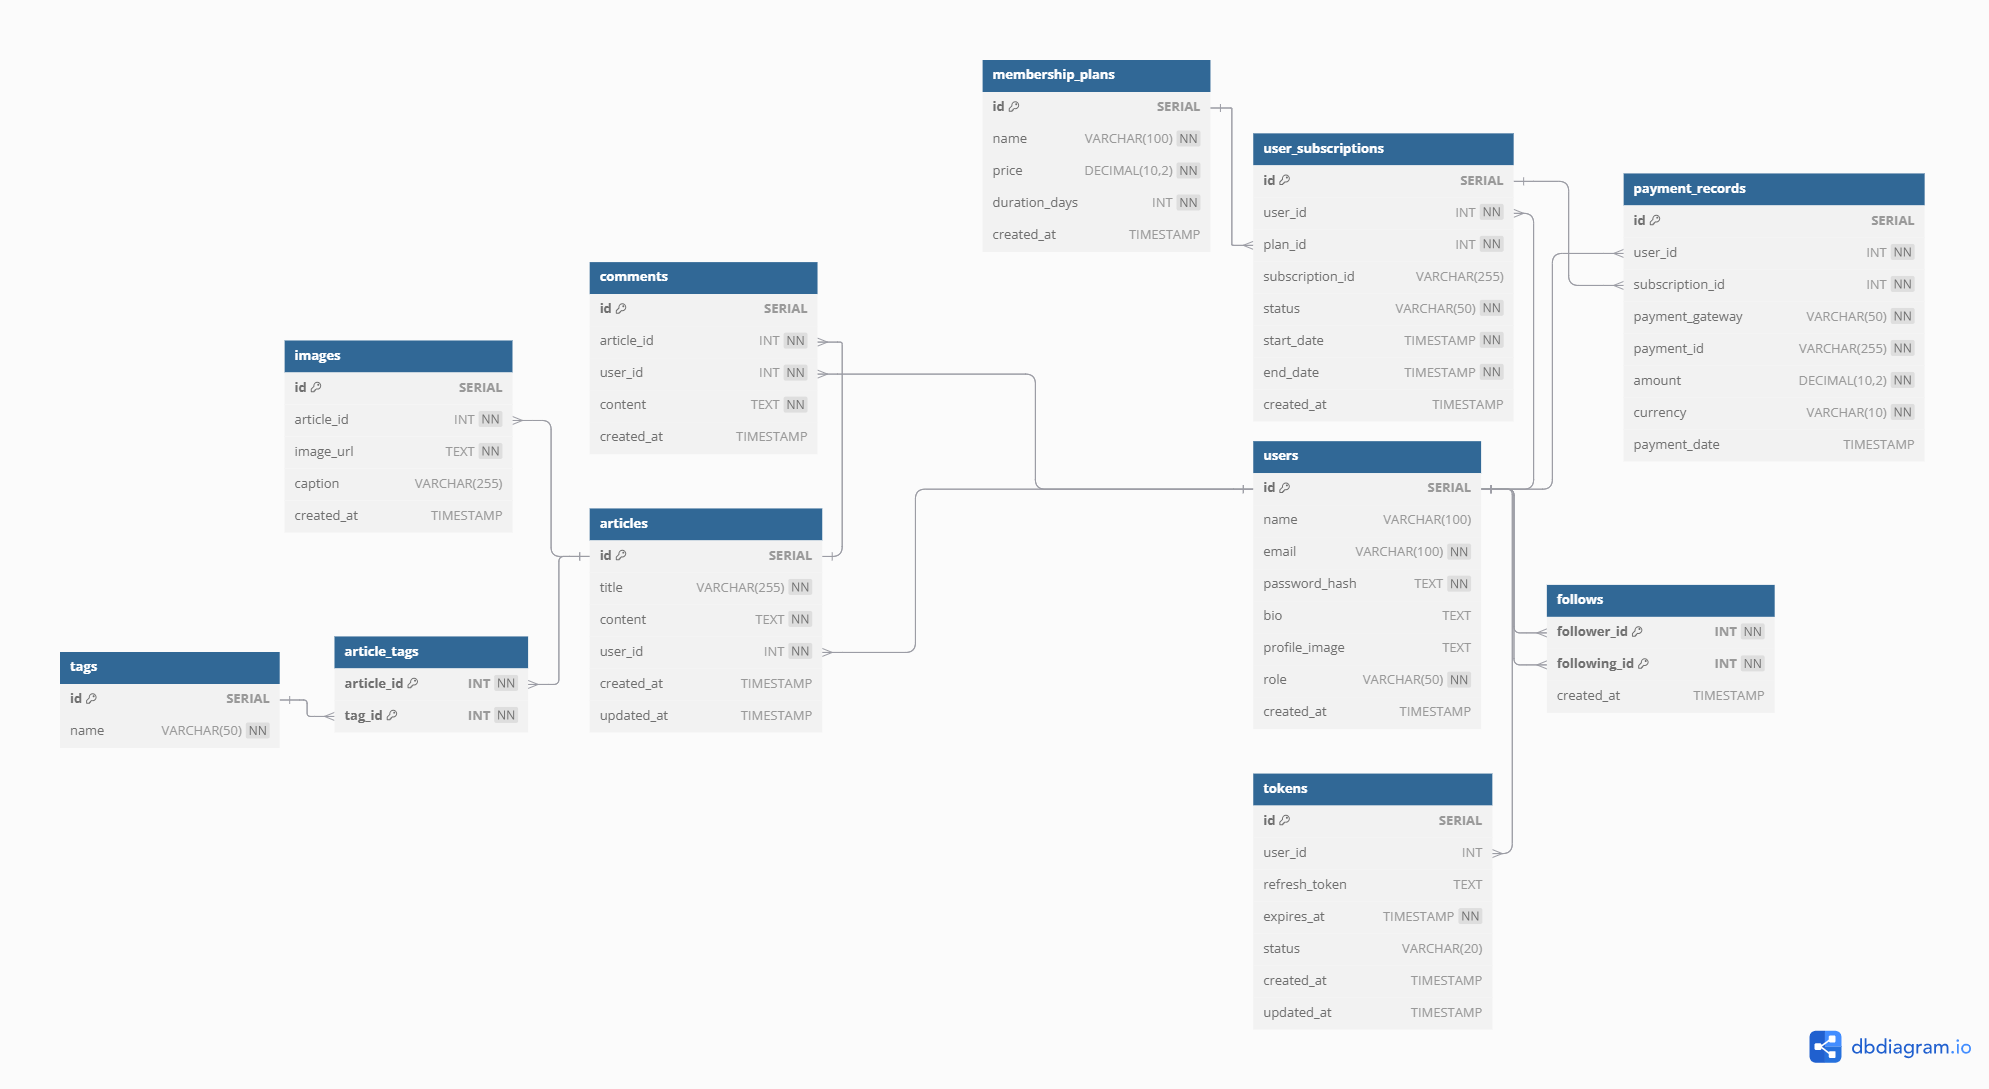 membership_plans
id SERIAL
name VARCHAR(100) NN
price DECIMAL(10,2) NN
duration_days INT NN
created_at TIMESTAMP
user_subscriptions
id SERIAL
user_id INT NN
plan_id INT NN
subscription_id VARCHAR(255)
status VARCHAR(50) NN
start_date TIMESTAMP NN
end_date TIMESTAMP NN
created_at TIMESTAMP
payment_records
id SERIAL
user_id INT NN
subscription_id INT NN
payment_gateway VARCHAR(50) NN
payment_id VARCHAR(255) NN
amount DECIMAL(10,2) NN
currency VARCHAR(10) NN
payment_date TIMESTAMP
comments
id SERIAL
article_id INT NN
user_id INT NN
content TEXT NN
created_at TIMESTAMP
images
id SERIAL
article_id INT NN
image_url TEXT NN
caption VARCHAR(255)
created_at TIMESTAMP
users
id SERIAL
name VARCHAR(100)
email VARCHAR(100) NN
password_hash TEXT NN
bio TEXT
profile_image TEXT
role VARCHAR(50) NN
created_at TIMESTAMP
articles
id SERIAL
title VARCHAR(255) NN
content TEXT NN
user_id INT NN
created_at TIMESTAMP
updated_at TIMESTAMP
follows
follower_id INT NN
following_id INT NN
created_at TIMESTAMP
article_tags
article_id INT NN
tag_id INT NN
tags
id SERIAL
name VARCHAR(50) NN
tokens
id SERIAL
user_id INT
refresh_token TEXT
expires_at TIMESTAMP NN
status VARCHAR(20)
created_at TIMESTAMP
updated_at TIMESTAMP
dbdiagram.io